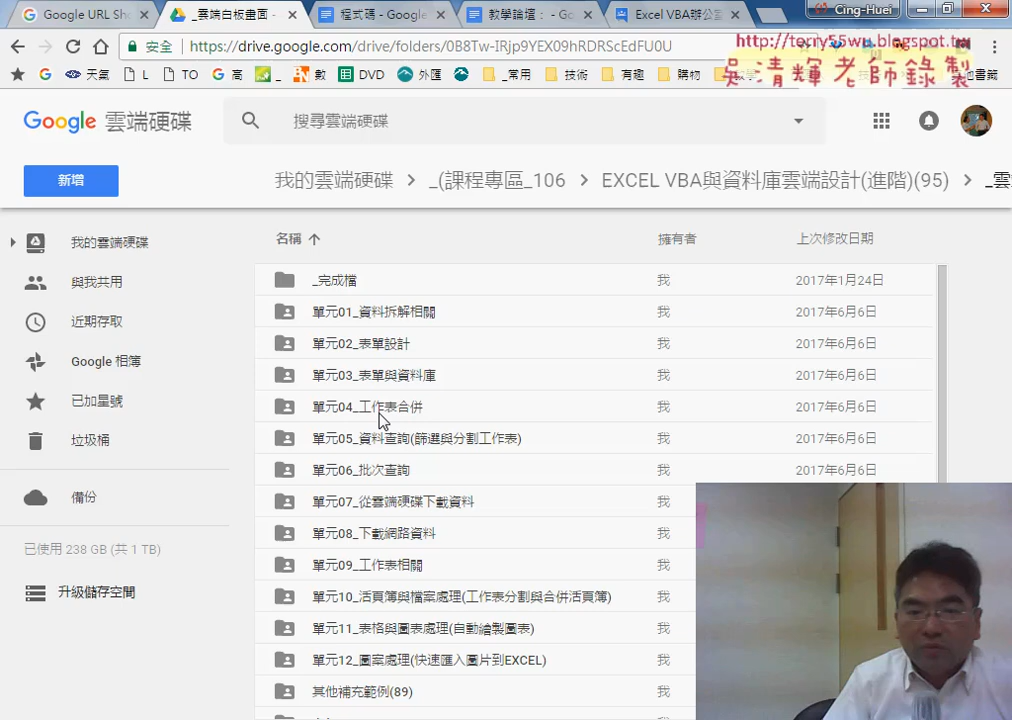 Google URL Sh
_雲端白板畫面 -
程式碼 - Google
教學論壇： - Go
Excel VBA辦公室
Cing-Huei
安全 https://drive.google.com/drive/folders/0B8Tw-IRjp9YEX09hRDRScEdFU0U
http://terry55wu.blogspot.tw
吳清輝老師錄製
天氣 L TO 高 _ 數 DVD 外匯 _常用 技術 有趣 購物
Google 雲端硬碟
搜尋雲端硬碟
新增
我的雲端硬碟 > _(課程專區_106 > EXCEL VBA與資料庫雲端設計(進階)(95) > _雲
我的雲端硬碟
與我共用
近期存取
Google 相簿
已加星號
垃圾桶
備份
已使用 238 GB (共 1 TB)
升級儲存空間
名稱 擁有者 上次修改日期
_完成檔 我 2017年1月24日
單元01_資料拆解相關 我 2017年6月6日
單元02_表單設計 我 2017年6月6日
單元03_表單與資料庫 我 2017年6月6日
單元04_工作表合併 我 2017年6月6日
單元05_資料查詢(篩選與分割工作表) 我 2017年6月6日
單元06_批次查詢 我 2017年6月6日
單元07_從雲端硬碟下載資料 我
單元08_下載網路資料 我
單元09_工作表相關 我
單元10_活頁簿與檔案處理(工作表分割與合併活頁簿) 我
單元11_表格與圖表處理(自動繪製圖表) 我
單元12_圖案處理(快速匯入圖片到EXCEL) 我
其他補充範例(89) 我